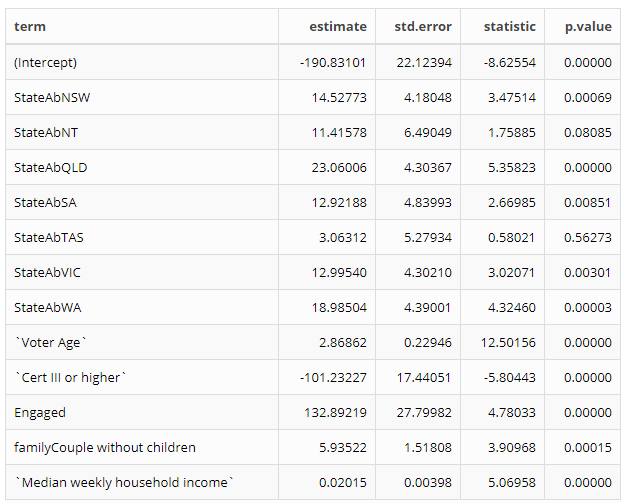 term estimate std.error statistic p.value
(Intercept) -190.83101 22.12394 -8.62554 0.00000
StateAbNSW 14.52773 4.18048 3.47514 0.00069
StateAbNT 11.41578 6.49049 1.75885 0.08085
StateAbQLD 23.06006 4.30367 5.35823 0.00000
StateAbSA 12.92188 4.83993 2.66985 0.00851
StateAbTAS 3.06312 5.27934 0.58021 0.56273
StateAbVIC 12.99540 4.30210 3.02071 0.00301
StateAbWA 18.98504 4.39001 4.32460 0.00003
`Voter Age` 2.86862 0.22946 12.50156 0.00000
`Cert III or higher` -101.23227 17.44051 -5.80443 0.00000
Engaged 132.89219 27.79982 4.78033 0.00000
familyCouple without children 5.93522 1.51808 3.90968 0.00015
`Median weekly household income` 0.02015 0.00398 5.06958 0.00000